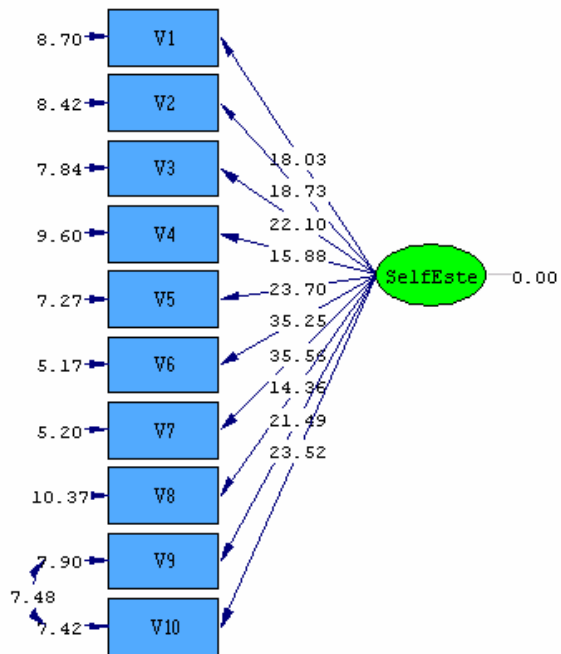 8.70 V1
8.42 V2
18.03
7.84 V3
18.73
22.10
9.60 V4
15.88
SelfEste 0.00
7.27 V5
23.70
35.25
5.17 V6
35.56
14.36
5.20 V7
21.49
23.52
10.37 V8
7.90 V9
7.48
7.42 V10